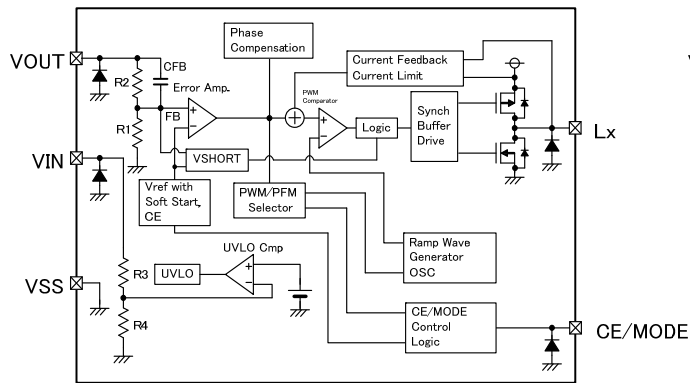 Phase
Compensation
VOUT
CFB
R2
Error Amp.
Current Feedback
Current Limit
PWM
Comparator
FB
R1
Logic
Synch
Buffer
Drive
Lx
VIN
VSHORT
Vref with
Soft Start,
CE
PWM/PFM
Selector
UVLO Cmp
Ramp Wave
Generator
OSC
R3
UVLO
VSS
R4
CE/MODE
Control
Logic
CE/MODE